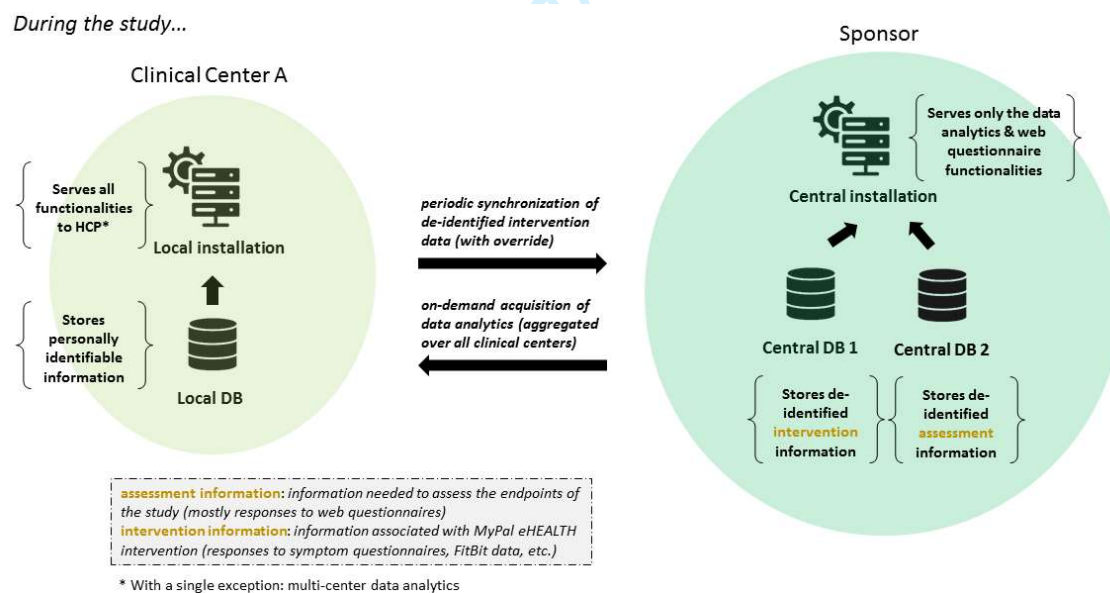 During the study...
Clinical Center A
Serves all
functionalities
to HCP*
Local installation
Stores
personally
identifiable
information
Local DB
periodic synchronization of
de-identified intervention
data (with override)
on-demand acquisition of
data analytics (aggregated
over all clinical centers)
Sponsor
Serves only the data
analytics & web
questionnaire
functionalities
Central installation
Central DB 1
Central DB 2
Stores de-
identified
intervention
information
Stores de-
identified
assessment
information
assessment information: information needed to assess the endpoints of
the study (mostly responses to web questionnaires)
intervention information: information associated with MyPal eHEALTH
intervention (responses to symptom questionnaires, FitBit data, etc.)
* With a single exception: multi-center data analytics